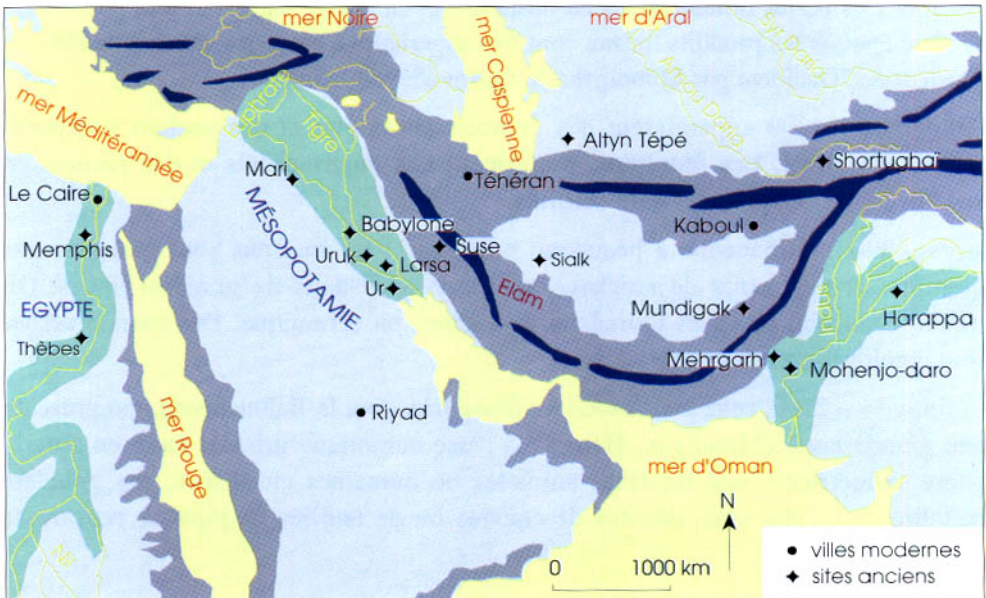 mer Noire
mer d'Aral
mer Caspienne
Syr Daria
Amou Daria
mer Méditérannée
Euphrate
Tigre
Altyn Tépé
Shortughaï
Mari
Téhéran
Le Caire
Kaboul
Babylone
Suse
Memphis
MÉSOPOTAMIE
Uruk
Larsa
Sialk
Elam
Ur
Indus
EGYPTE
Mundigak
Harappa
Thèbes
Mehrgarh
Mohenjo-daro
Riyad
mer Rouge
mer d'Oman
Nil
N
0 1000 km
villes modernes
sites anciens